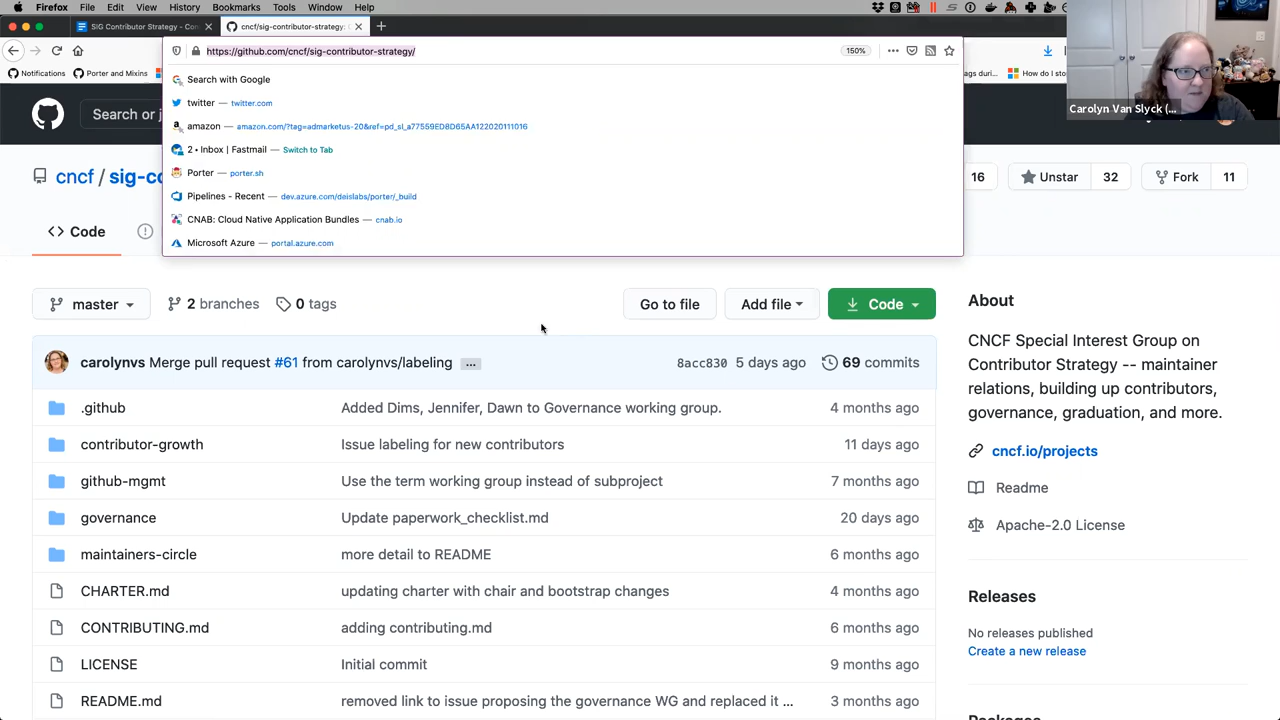 Firefox File Edit View History Bookmarks Tools Window Help
SIG Contributor Strategy - Con
cncf/sig-contributor-strategy:
https://github.com/cncf/sig-contributor-strategy/
150%
Notifications
Porter and Mixins
ags duri...
How do I sto
Search with Google
twitter — twitter.com
amazon — amazon.com/?tag=admarketus-20&ref=pd_sl_a77559ED8D65AA122020111016
2 • Inbox | Fastmail — Switch to Tab
Porter — porter.sh
Pipelines - Recent — dev.azure.com/deislabs/porter/_build
CNAB: Cloud Native Application Bundles — cnab.io
Microsoft Azure — portal.azure.com
Carolyn Van Slyck (...
Search or j
cncf / sig-co
16
Unstar 32
Fork 11
Code
master
2 branches
0 tags
Go to file
Add file
Code
carolynvs Merge pull request #61 from carolynvs/labeling ...
8acc830 5 days ago
69 commits
.github Added Dims, Jennifer, Dawn to Governance working group. 4 months ago
contributor-growth Issue labeling for new contributors 11 days ago
github-mgmt Use the term working group instead of subproject 7 months ago
governance Update paperwork_checklist.md 20 days ago
maintainers-circle more detail to README 6 months ago
CHARTER.md updating charter with chair and bootstrap changes 4 months ago
CONTRIBUTING.md adding contributing.md 6 months ago
LICENSE Initial commit 9 months ago
README.md removed link to issue proposing the governance WG and replaced it ... 3 months ago
About
CNCF Special Interest Group on
Contributor Strategy -- maintainer
relations, building up contributors,
governance, graduation, and more.
cncf.io/projects
Readme
Apache-2.0 License
Releases
No releases published
Create a new release